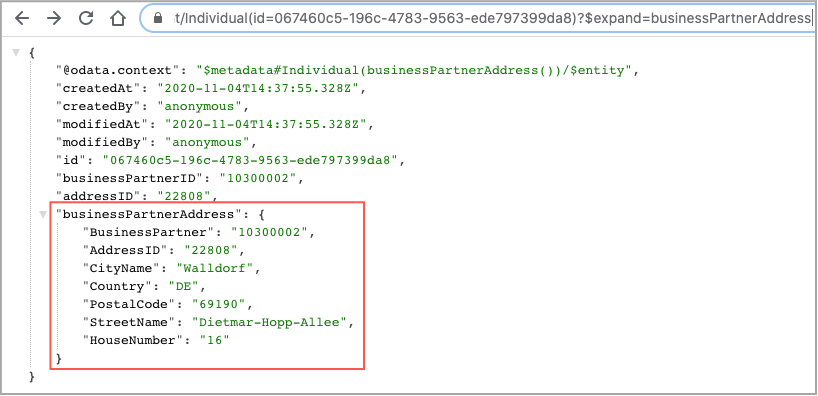 t/Individual(id=067460c5-196c-4783-9563-ede797399da8)?$expand=businessPartnerAddress
{
"@odata.context": "$metadata#Individual(businessPartnerAddress())/$entity",
"createdAt": "2020-11-04T14:37:55.328Z",
"createdBy": "anonymous",
"modifiedAt": "2020-11-04T14:37:55.328Z",
"modifiedBy": "anonymous",
"id": "067460c5-196c-4783-9563-ede797399da8",
"businessPartnerID": "10300002",
"addressID": "22808",
"businessPartnerAddress": {
"BusinessPartner": "10300002",
"AddressID": "22808",
"CityName": "Walldorf",
"Country": "DE",
"PostalCode": "69190",
"StreetName": "Dietmar-Hopp-Allee",
"HouseNumber": "16"
}
}